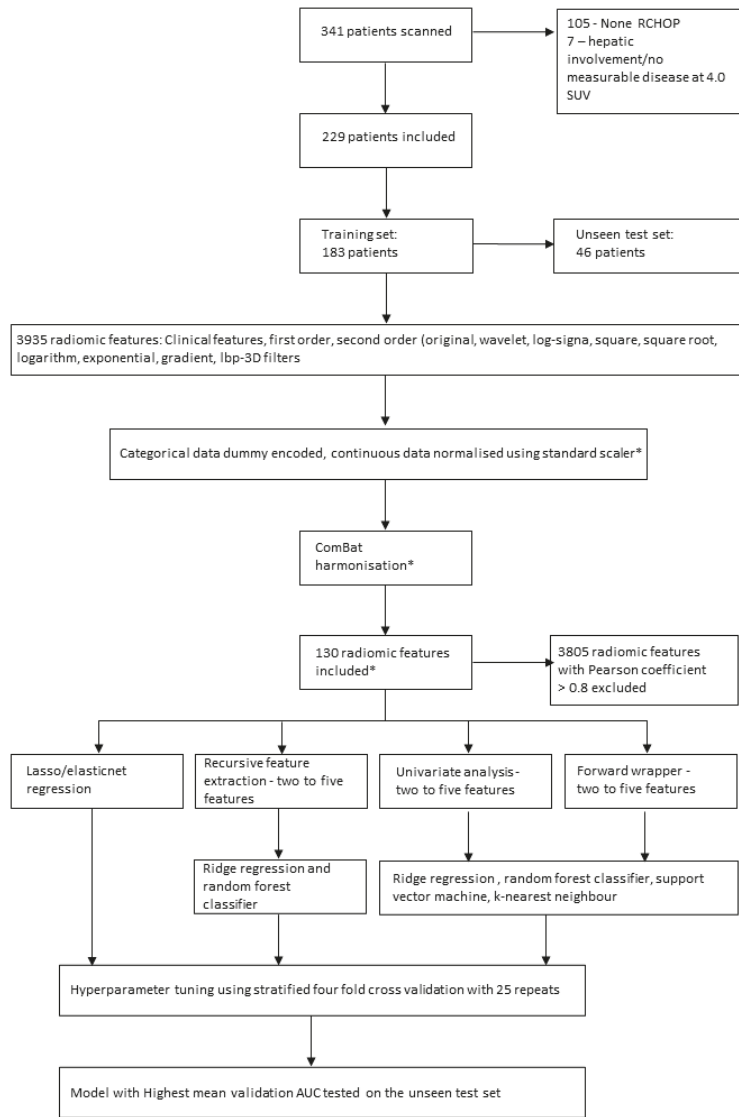 341 patients scanned
105 - None RCHOP
7 – hepatic
involvement/no
measurable disease at 4.0
SUV
229 patients included
Training set:
183 patients
Unseen test set:
46 patients
3935 radiomic features: Clinical features, first order, second order (original, wavelet, log-signa, square, square root,
logarithm, exponential, gradient, lbp-3D filters
Categorical data dummy encoded, continuous data normalised using standard scaler*
ComBat
harmonisation*
130 radiomic features
included*
3805 radiomic features
with Pearson coefficient
> 0.8 excluded
Lasso/elasticnet
regression
Recursive feature
extraction - two to five
features
Univariate analysis-
two to five features
Forward wrapper -
two to five features
Ridge regression and
random forest
classifier
Ridge regression , random forest classifier, support
vector machine, k-nearest neighbour
Hyperparameter tuning using stratified four fold cross validation with 25 repeats
Model with Highest mean validation AUC tested on the unseen test set